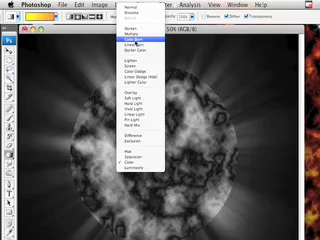 Photoshop File Edit Analysis View Window Help
Reverse Dither Transparency
50% (RGB/8)
Normal
Dissolve
Darken
Multiply
Color Burn
Linear Burn
Darker Color
Lighten
Screen
Color Dodge
Linear Dodge (Add)
Lighter Color
Overlay
Soft Light
Hard Light
Vivid Light
Linear Light
Pin Light
Hard Mix
Difference
Exclusion
Hue
Saturation
Color
Luminosity
Ps